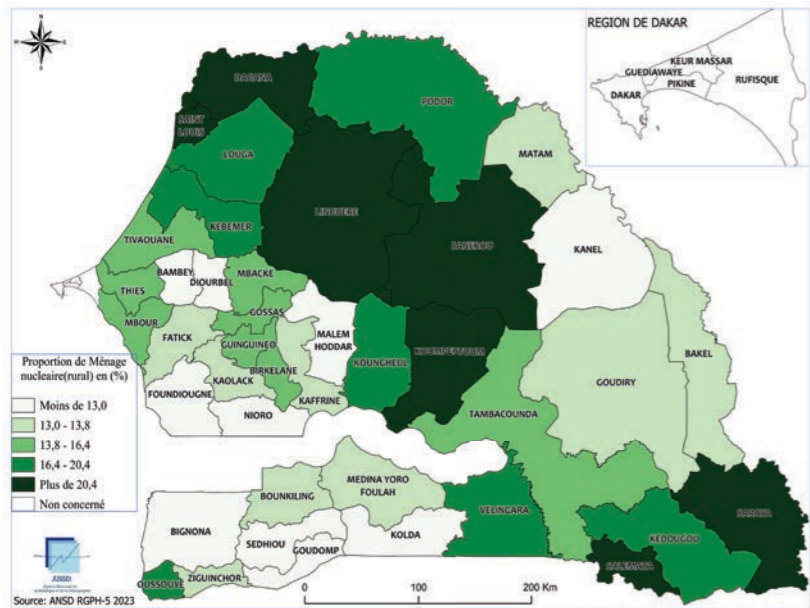 N
W
E
S
REGION DE DAKAR
KEUR MASSAR
GUEDIAWAYE
RUFISQUE
PIKINE
DAKAR
DAGANA
PODOR
SAINT
LOUIS
LOUGA
MATAM
LINGUERE
KEBEMER
RANEROU
KANEL
TIVAOUANE
BAMBEY
DIOURBEL
MBACKE
THIES
GOSSAS
MBOUR
MALEM
HODDAR
BAKEL
FATICK
GUINGUINEO
KOUNGHEUL
KOUMPENTOUM
BIRKELANE
GOUDIRY
KAOLACK
FOUNDIOUGNE
KAFFRINE
TAMBACOUNDA
NIORO
Proportion de Ménage
nucleaire(rural) en (%)
Moins de 13,0
13,0 - 13,8
13,8 - 16,4
16,4 - 20,4
Plus de 20,4
Non concerné
MEDINA YORO
FOULAH
BOUNKILING
VELINGARA
SARAYA
BIGNONA
KOLDA
KEDOUGOU
SEDHIOU
GOUDOMP
SALEMATA
OUSSOUYE
ZIGUINCHOR
ANSD
Source: ANSD RGPH-5 2023
0
100
200 Km